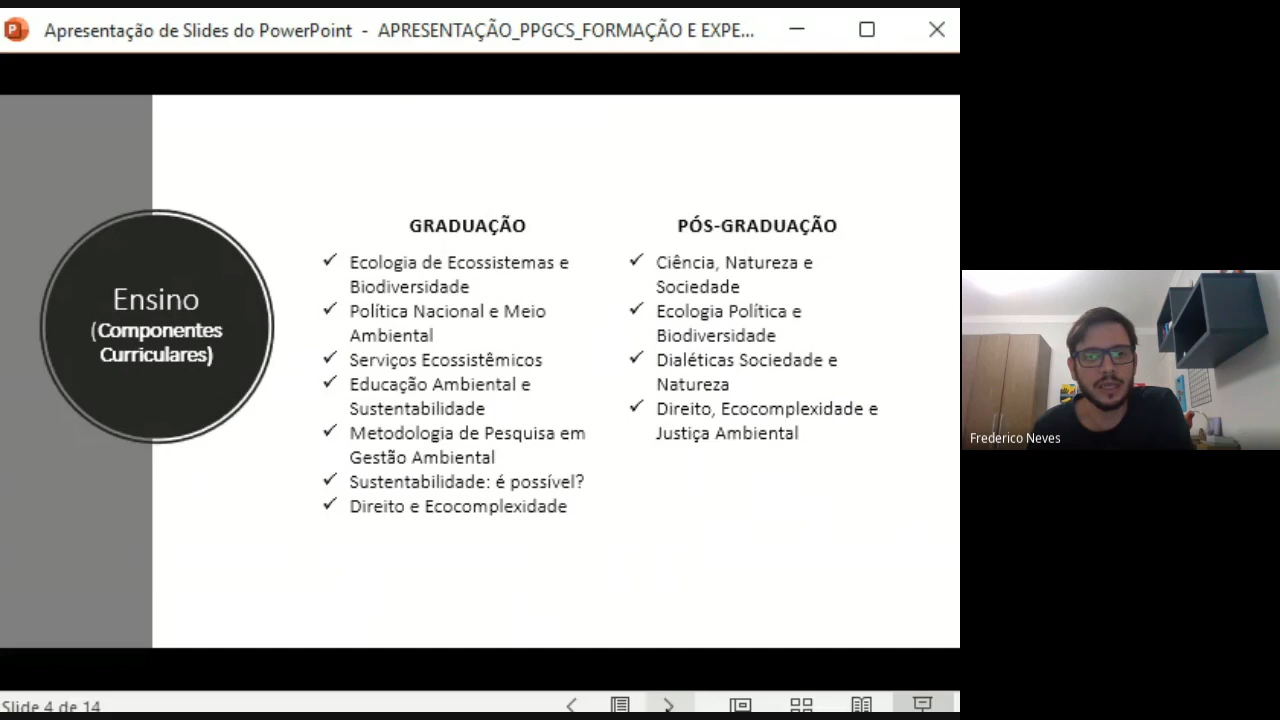 Apresentação de Slides do PowerPoint - APRESENTAÇÃO_PPGCS_FORMAÇÃO E EXPE...
Ensino
(Componentes
Curriculares)
GRADUAÇÃO
Ecologia de Ecossistemas e
Biodiversidade
Política Nacional e Meio
Ambiental
Serviços Ecossistêmicos
Educação Ambiental e
Sustentabilidade
Metodologia de Pesquisa em
Gestão Ambiental
Sustentabilidade: é possível?
Direito e Ecocomplexidade
PÓS-GRADUAÇÃO
Ciência, Natureza e
Sociedade
Ecologia Política e
Biodiversidade
Dialéticas Sociedade e
Natureza
Direito, Ecocomplexidade e
Justiça Ambiental
Frederico Neves
Slide 4 de 14